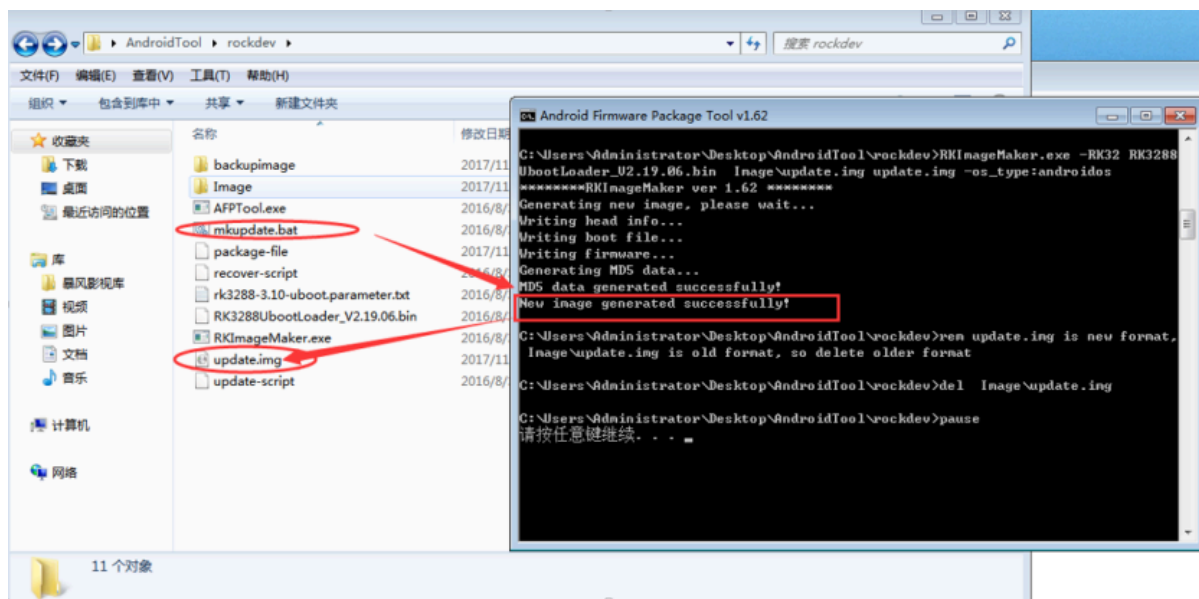 AndroidTool ▸ rockdev ▸
搜索 rockdev
文件(F) 编辑(E) 查看(V) 工具(T) 帮助(H)
组织 ▼ 包含到库中 ▼ 共享 ▼ 新建文件夹
收藏夹
下载
桌面
最近访问的位置
库
暴风影视库
视频
图片
文档
音乐
计算机
网络
名称 修改日期
backupimage 2017/11
Image 2017/11
AFPTool.exe 2016/8/
mkupdate.bat 2016/8/
package-file 2017/11
recover-script 2016/8/
rk3288-3.10-uboot.parameter.txt 2016/8/
RK3288UbootLoader_V2.19.06.bin 2016/8/
RKImageMaker.exe 2016/8/
update.img 2017/11
update-script 2016/8/
11 个对象
Android Firmware Package Tool v1.62
C:\Users\Administrator\Desktop\AndroidTool\rockdev>RKImageMaker.exe -RK32 RK3288
UbootLoader_V2.19.06.bin Image\update.img update.img -os_type:androidos
********RKImageMaker ver 1.62 ********
Generating new image, please wait...
Writing head info...
Writing boot file...
Writing firmware...
Generating MD5 data...
MD5 data generated successfully!
New image generated successfully!
C:\Users\Administrator\Desktop\AndroidTool\rockdev>rem update.img is new format,
Image\update.img is old format, so delete older format
C:\Users\Administrator\Desktop\AndroidTool\rockdev>del Image\update.img
C:\Users\Administrator\Desktop\AndroidTool\rockdev>pause
请按任意键继续. . .